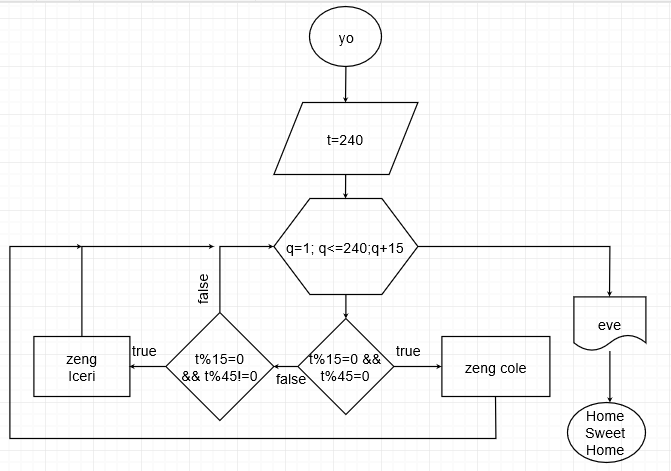 yo
t=240
q=1; q<=240;q+15
false
eve
zeng
Iceri
true
t%15=0
&& t%45!=0
false
t%15=0 &&
t%45=0
true
zeng cole
Home
Sweet
Home